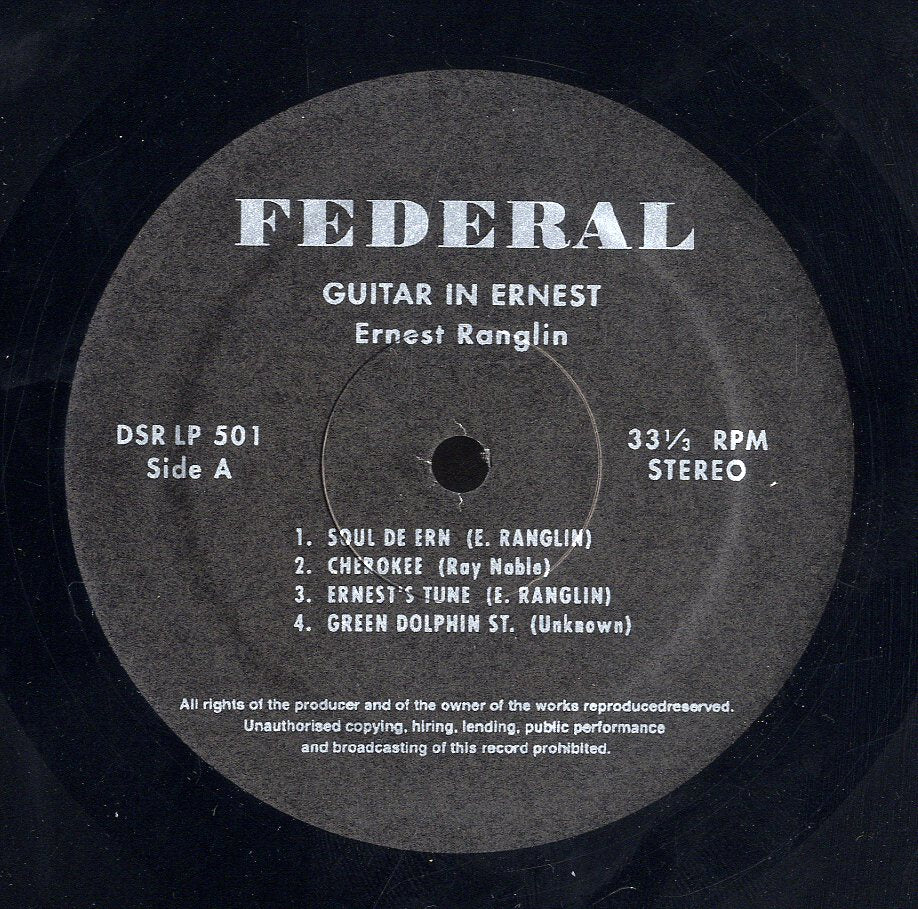 FEDERAL
GUITAR IN ERNEST
Ernest Ranglin
DSR LP 501
Side A
33⅓ RPM
STEREO
1. SOUL DE ERN (E. RANGLIN)
2. CHEROKEE (Ray Noble)
3. ERNEST'S TUNE (E. RANGLIN)
4. GREEN DOLPHIN ST. (Unknown)
All rights of the producer and of the owner of the works reproducedreserved.
Unauthorised copying, hiring, lending, public performance
and broadcasting of this record prohibited.